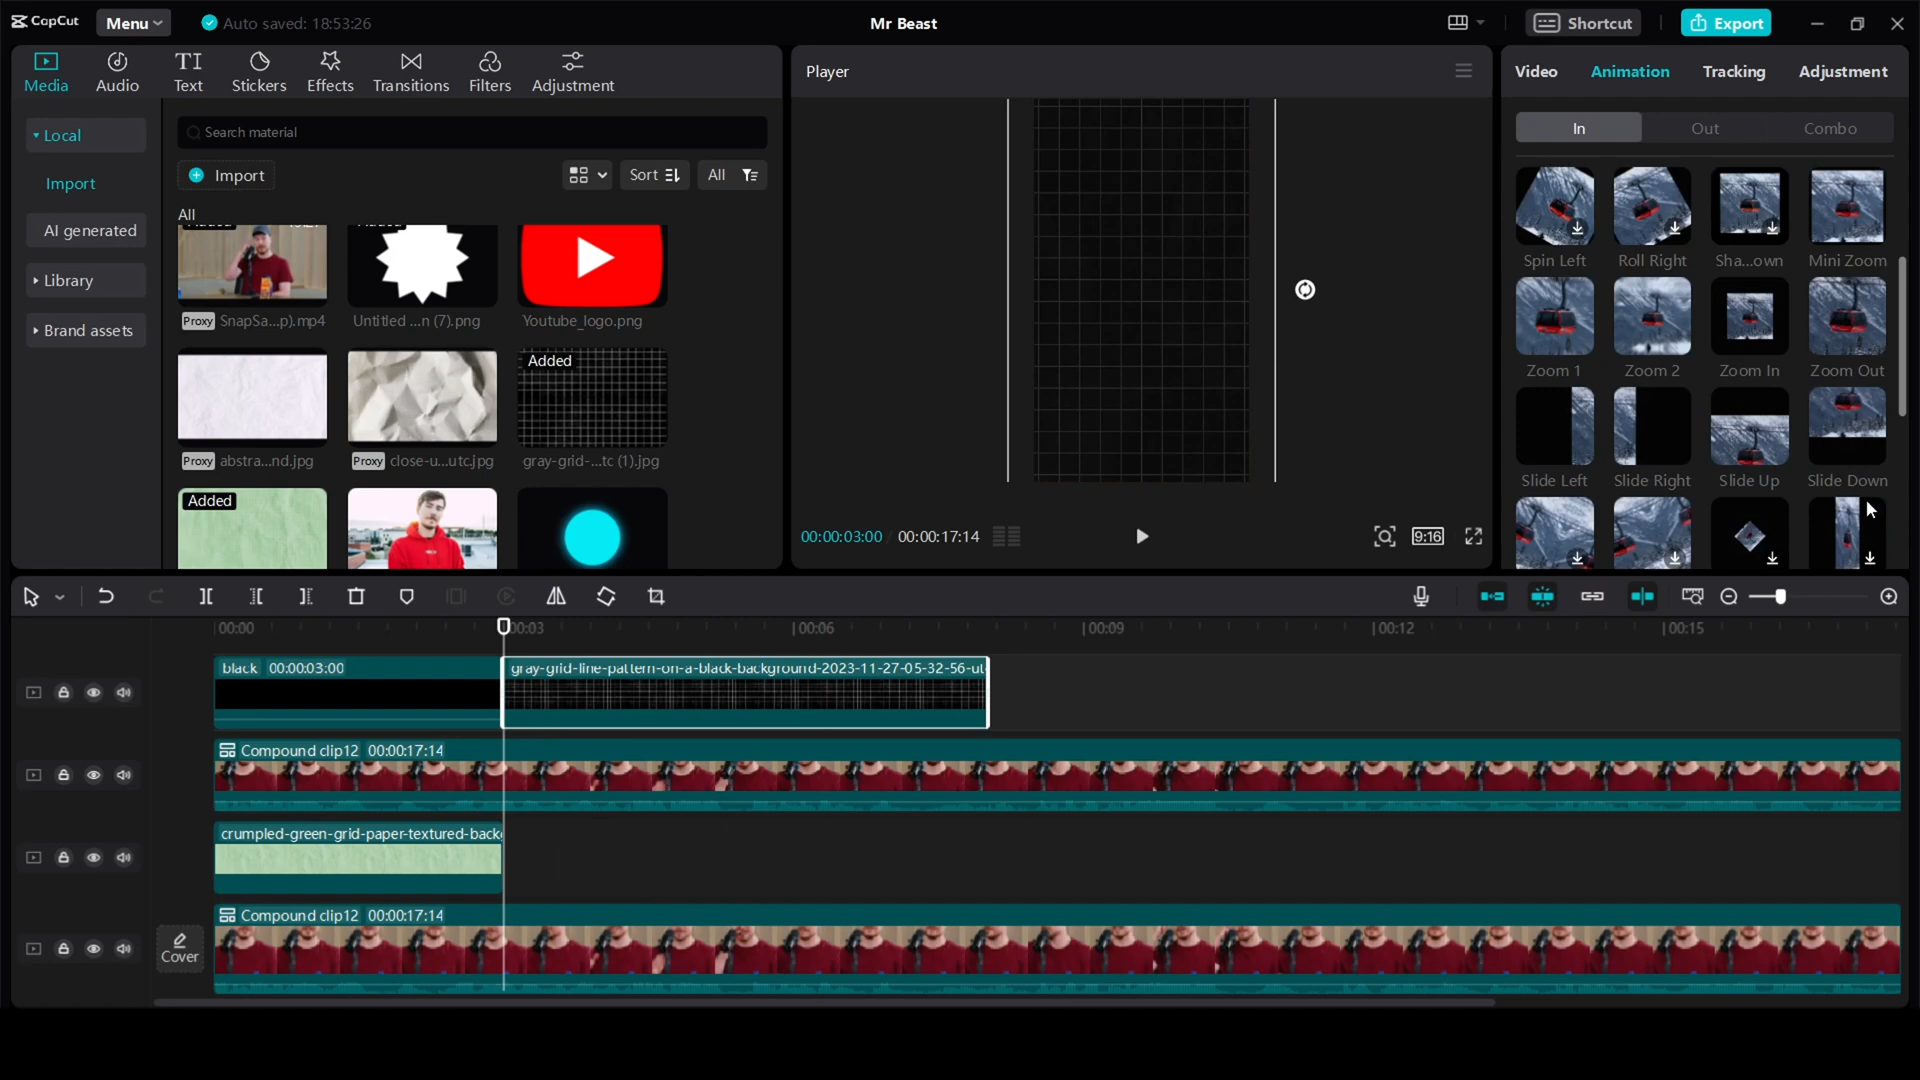 CapCut
Menu
Auto saved: 18:53:26
Mr Beast
Shortcut
Export
Media
Audio
TI
Text
Stickers
Effects
Transitions
Filters
Adjustment
Player
Video
Animation
Tracking
Adjustment
Local
Import
AI generated
Library
Brand assets
Search material
Import
Sort
All
All
Proxy SnapSa...p).mp4
Untitled ...n (7).png
Youtube_logo.png
Added
Proxy abstra...nd.jpg
Proxy close-u...utc.jpg
gray-grid-...tc (1).jpg
Added
00:00:03:00
00:00:17:14
9:16
In
Out
Combo
Spin Left
Roll Right
Sha...own
Mini Zoom
Zoom 1
Zoom 2
Zoom In
Zoom Out
Slide Left
Slide Right
Slide Up
Slide Down
00:00
00:03
00:06
00:09
00:12
00:15
black 00:00:03:00
gray-grid-line-pattern-on-a-black-background-2023-11-27-05-32-56-ut
Compound clip12 00:00:17:14
crumpled-green-grid-paper-textured-back
Compound clip12 00:00:17:14
Cover